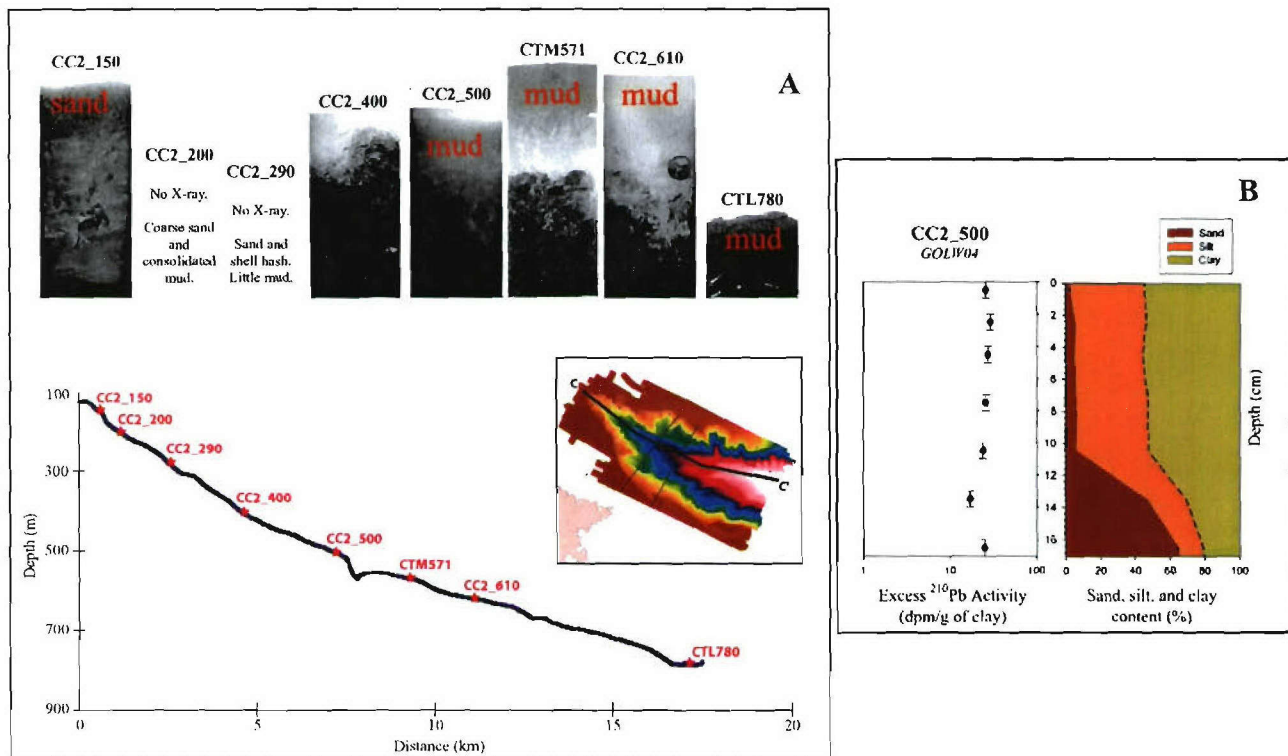 A
CC2_150
sand
CC2_200
No X-ray.
Coarse sand
and
consolidated
mud.
CC2_290
No X-ray.
Sand and
shell hash.
Little mud.
CC2_400
CC2_500
mud
CTM571
mud
CC2_610
mud
CTL780
mud
100
300
500
700
900
Depth (m)
CC2_150
CC2_200
CC2_290
CC2_400
CC2_500
CTM571
CC2_610
CTL780
C
C'
0
5
10
15
20
Distance (km)
B
CC2_500
GOLW04
Sand
Silt
Clay
1
10
100
Excess 210Pb Activity
(dpm/g of clay)
0
2
4
6
8
10
12
14
16
Depth (cm)
0 20 40 60 80 100
Sand, silt, and clay
content (%)